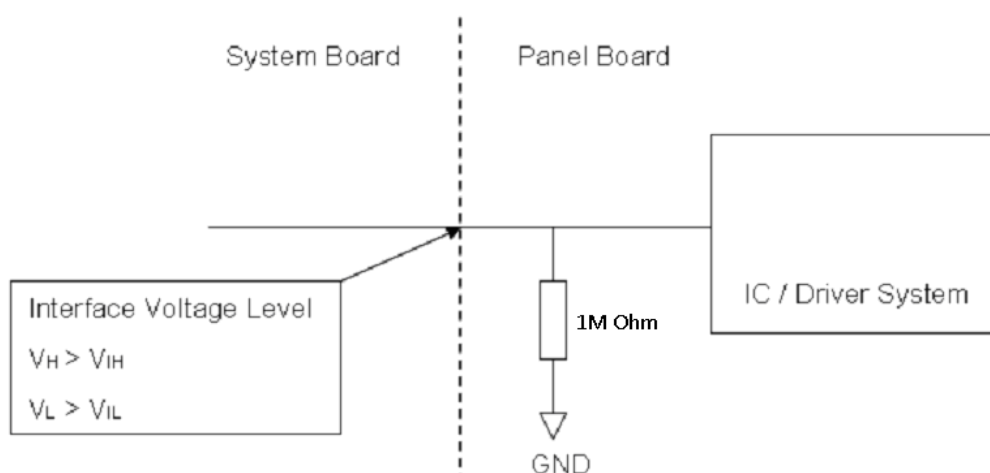 System Board
Panel Board
Interface Voltage Level
VH > VIH
VL > VIL
1M Ohm
IC / Driver System
GND